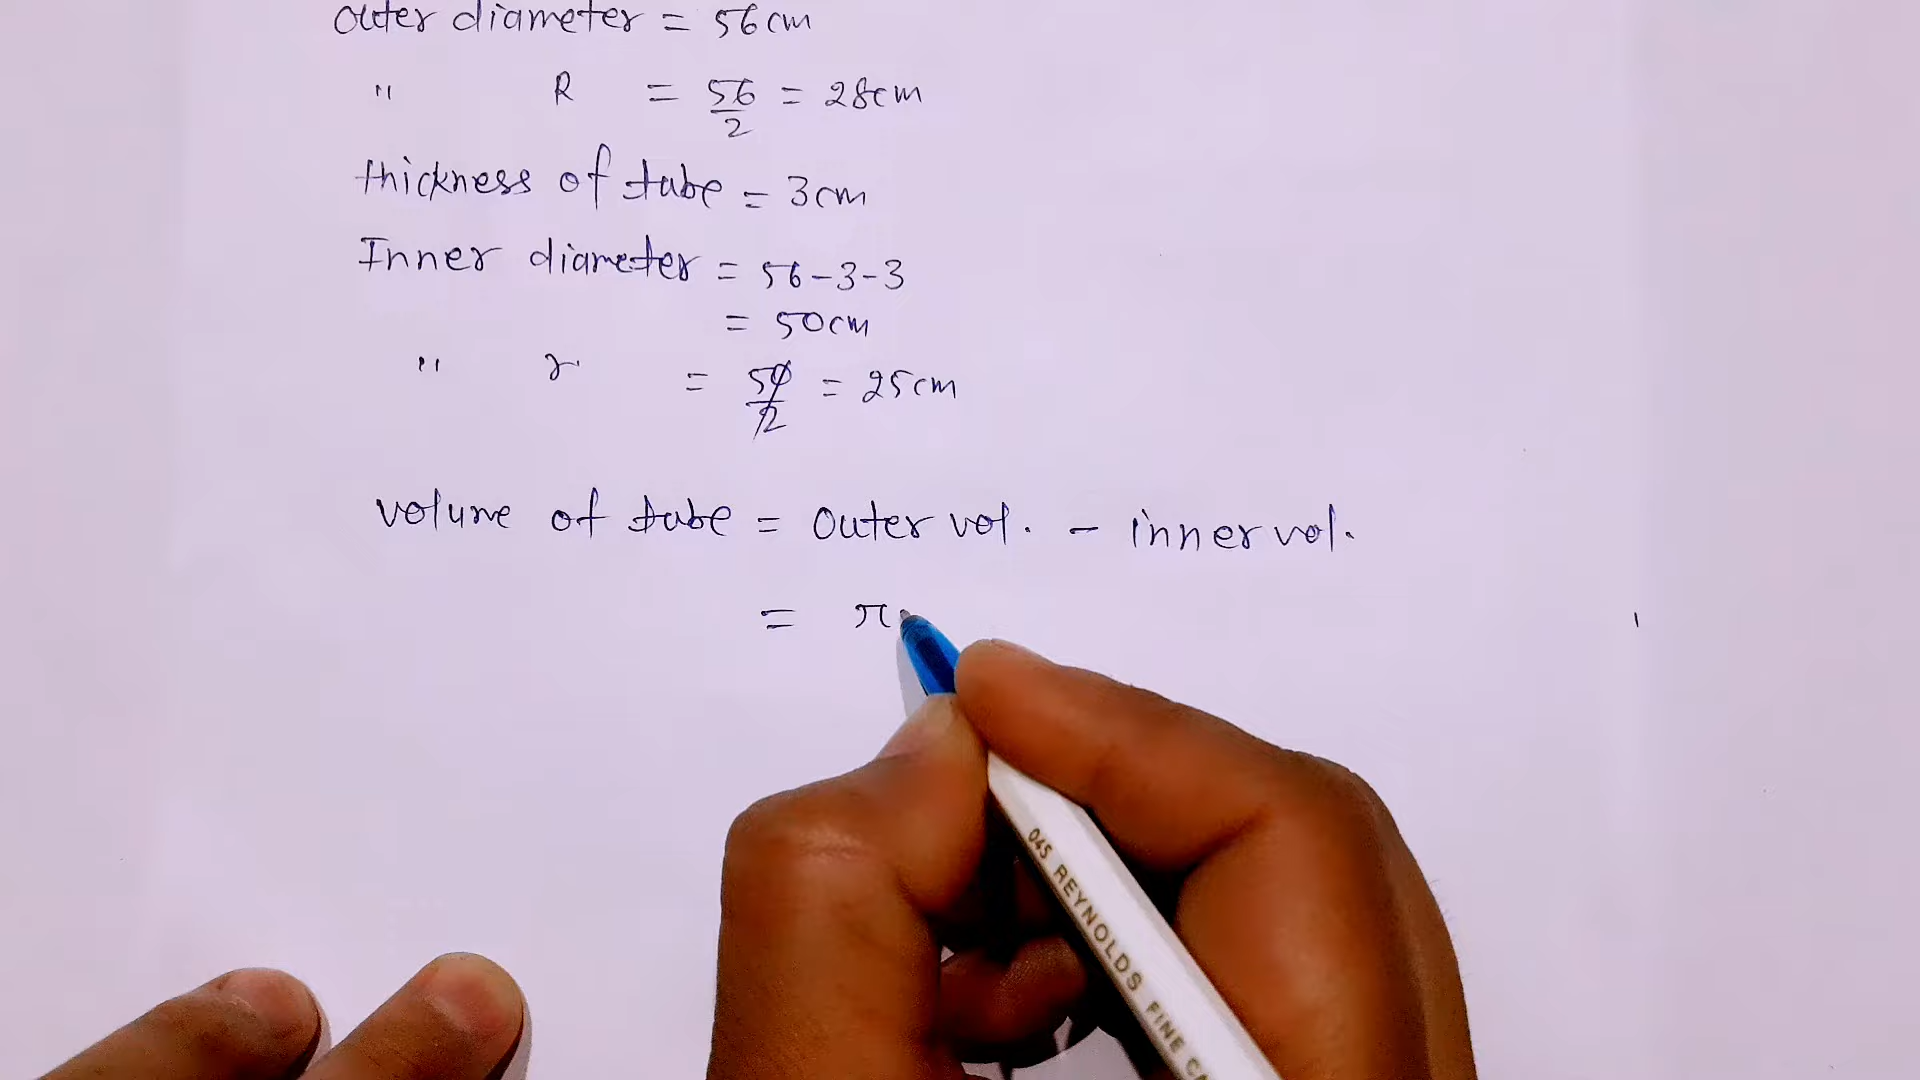 Outer diameter = 56cm
" R = 56/2 = 28cm
thickness of tube = 3cm
Inner diameter = 56-3-3
= 50cm
" r = 50/2 = 25cm
volume of tube = outer vol. - inner vol.
= π
045 REYNOLDS FINE CA